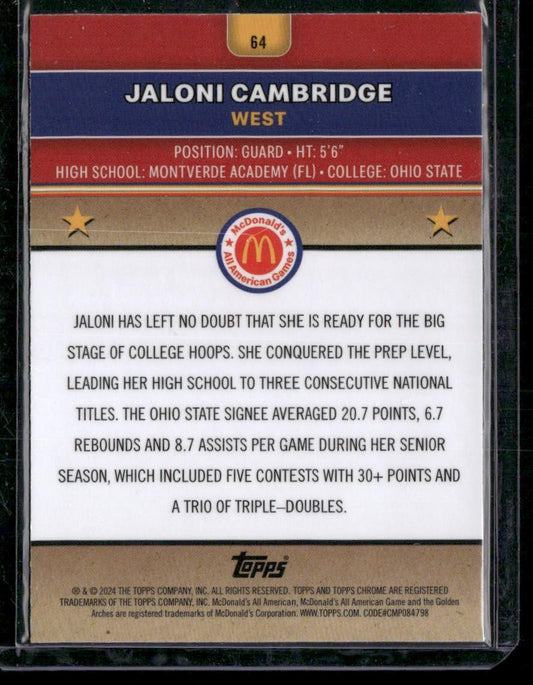 64
JALONI CAMBRIDGE
WEST
POSITION: GUARD • HT: 5'6"
HIGH SCHOOL: MONTVERDE ACADEMY (FL) • COLLEGE: OHIO STATE
McDonald's
All American Games
JALONI HAS LEFT NO DOUBT THAT SHE IS READY FOR THE BIG
STAGE OF COLLEGE HOOPS. SHE CONQUERED THE PREP LEVEL,
LEADING HER HIGH SCHOOL TO THREE CONSECUTIVE NATIONAL
TITLES. THE OHIO STATE SIGNEE AVERAGED 20.7 POINTS, 6.7
REBOUNDS AND 8.7 ASSISTS PER GAME DURING HER SENIOR
SEASON, WHICH INCLUDED FIVE CONTESTS WITH 30+ POINTS AND
A TRIO OF TRIPLE–DOUBLES.
topps®
® & © 2024 THE TOPPS COMPANY, INC. ALL RIGHTS RESERVED. TOPPS AND TOPPS CHROME ARE REGISTERED
TRADEMARKS OF THE TOPPS COMPANY, INC. McDonald's All American, McDonald's All American Game and the Golden
Arches are registered trademarks of McDonald's Corporation. WWW.TOPPS.COM. CODE#CMP084798